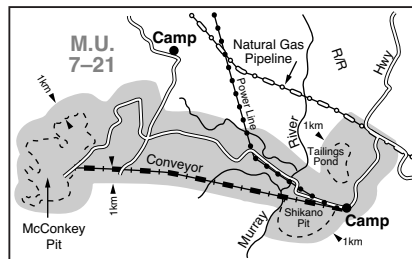 M.U.
7–21
Camp
Natural Gas
Pipeline
R/R
Hwy
1km
Power Line
River
1km
Tailings
Pond
Conveyor
1km
McConkey
Pit
Murray
Shikano
Pit
Camp
1km